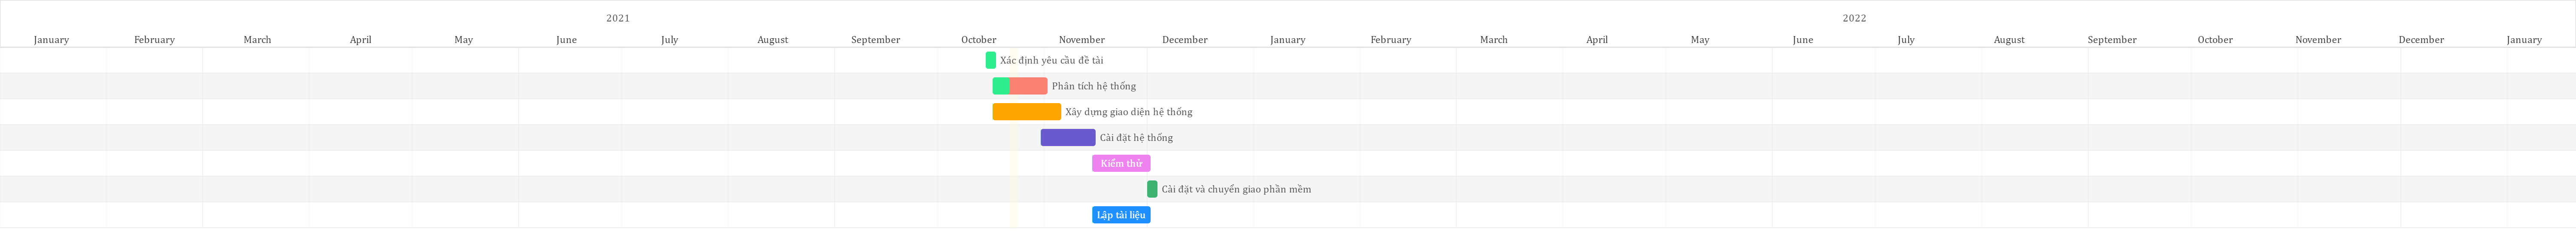 2021 2022
January February March April May June July August September October November December January February March April May June July August September October November December January
Xác định yêu cầu đề tài
Phân tích hệ thống
Xây dựng giao diện hệ thống
Cài đặt hệ thống
Kiểm thử
Cài đặt và chuyển giao phần mềm
Lập tài liệu